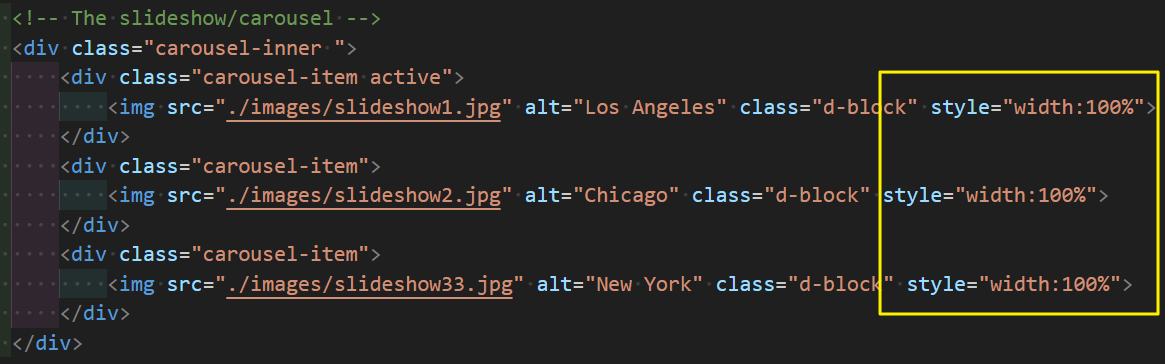 <!-- The slideshow/carousel -->
<div class="carousel-inner ">
<div class="carousel-item active">
<img src="./images/slideshow1.jpg" alt="Los Angeles" class="d-block" style="width:100%">
</div>
<div class="carousel-item">
<img src="./images/slideshow2.jpg" alt="Chicago" class="d-block" style="width:100%">
</div>
<div class="carousel-item">
<img src="./images/slideshow33.jpg" alt="New York" class="d-block" style="width:100%">
</div>
</div>